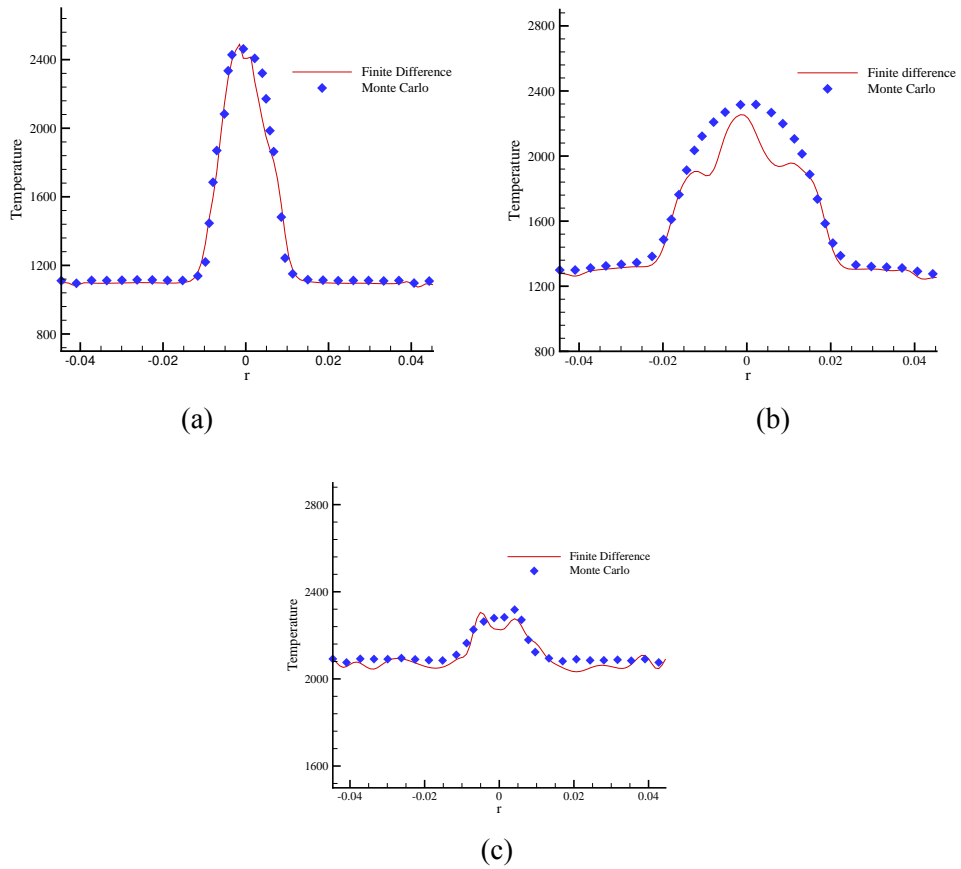 2400
2000
1600
1200
800
Temperature
-0.04
-0.02
0
0.02
0.04
r
Finite Difference
Monte Carlo
(a)
2800
2400
2000
1600
1200
800
Temperature
-0.04
-0.02
0
0.02
0.04
r
Finite difference
Monte Carlo
(b)
2800
2400
2000
1600
Temperature
-0.04
-0.02
0
0.02
0.04
r
Finite Difference
Monte Carlo
(c)